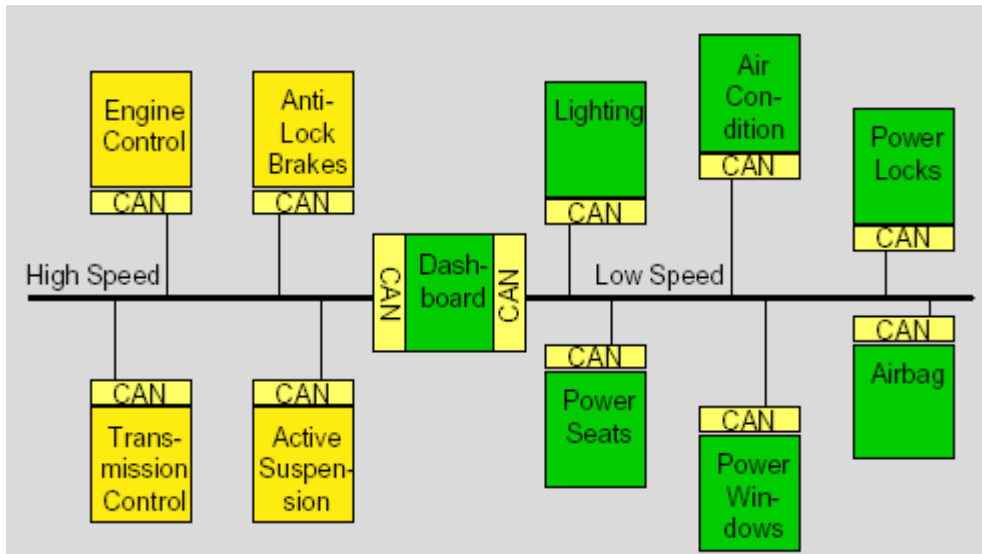 Engine
Control
CAN
Anti-
Lock
Brakes
CAN
Lighting
CAN
Air
Con-
dition
CAN
Power
Locks
CAN
High Speed
CAN
Dash-
board
CAN
Low Speed
CAN
Trans-
mission
Control
CAN
Active
Suspen-
sion
CAN
Power
Seats
CAN
Power
Win-
dows
CAN
Airbag